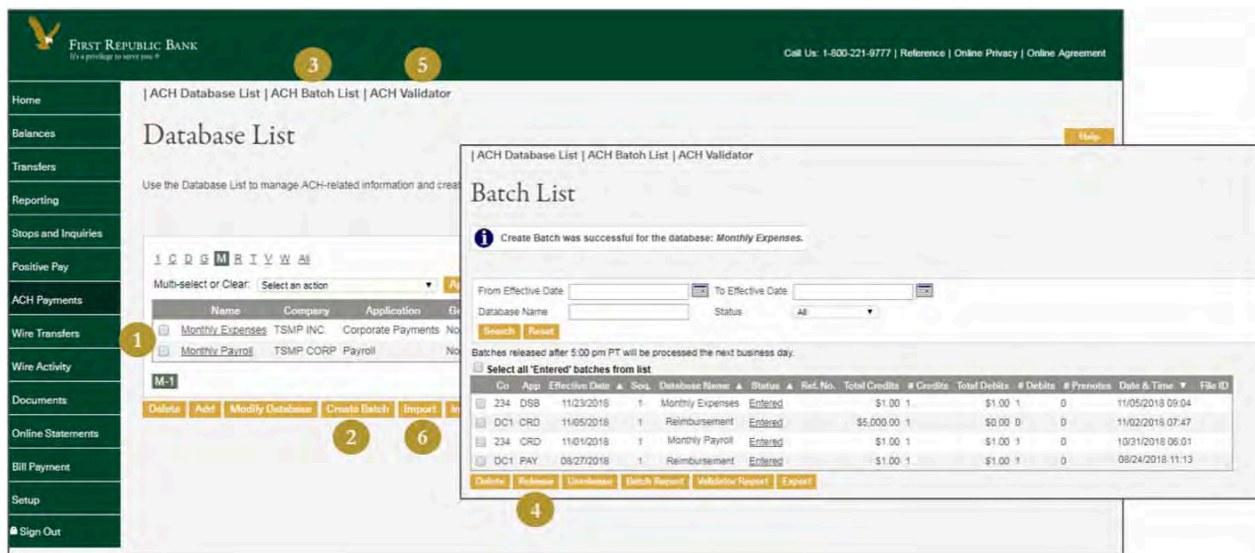 FIRST REPUBLIC BANK
It's a privilege to serve you ®
Call Us: 1-800-221-9777 | Reference | Online Privacy | Online Agreement
3
5
Home
Balances
Transfers
Reporting
Stops and Inquiries
Positive Pay
ACH Payments
Wire Transfers
Wire Activity
Documents
Online Statements
Bill Payment
Setup
Sign Out
| ACH Database List | ACH Batch List | ACH Validator
Database List
Help
Use the Database List to manage ACH-related information and creat
1 C D G M R T V W All
Multi-select or Clear: Select an action
Name Company Application
Monthly Expenses TSMP INC Corporate Payments No
Monthly Payroll TSMP CORP Payroll No
1
M-1
Delete Add Modify Database Create Batch Import
2
6
| ACH Database List | ACH Batch List | ACH Validator
Batch List
Create Batch was successful for the database: Monthly Expenses.
From Effective Date To Effective Date
Database Name Status All
Search Reset
Batches released after 5:00 pm PT will be processed the next business day.
Select all 'Entered' batches from list
Co App Effective Date Seq. Database Name Status Ref. No. Total Credits # Credits Total Debits # Debits # Prenotes Date & Time File ID
234 DSB 11/23/2018 1 Monthly Expenses Entered $1.00 1 $1.00 1 0 11/05/2018 09:04
DC1 CRD 11/05/2018 1 Reimbursement Entered $5,000.00 1 $0.00 0 0 11/02/2018 07:47
234 CRD 11/01/2018 1 Monthly Payroll Entered $1.00 1 $1.00 1 0 10/31/2018 06:01
DC1 PAY 08/27/2018 1 Reimbursement Entered $1.00 1 $1.00 1 0 08/24/2018 11:13
Delete Release Unrelease Batch Report Validator Report Export
4